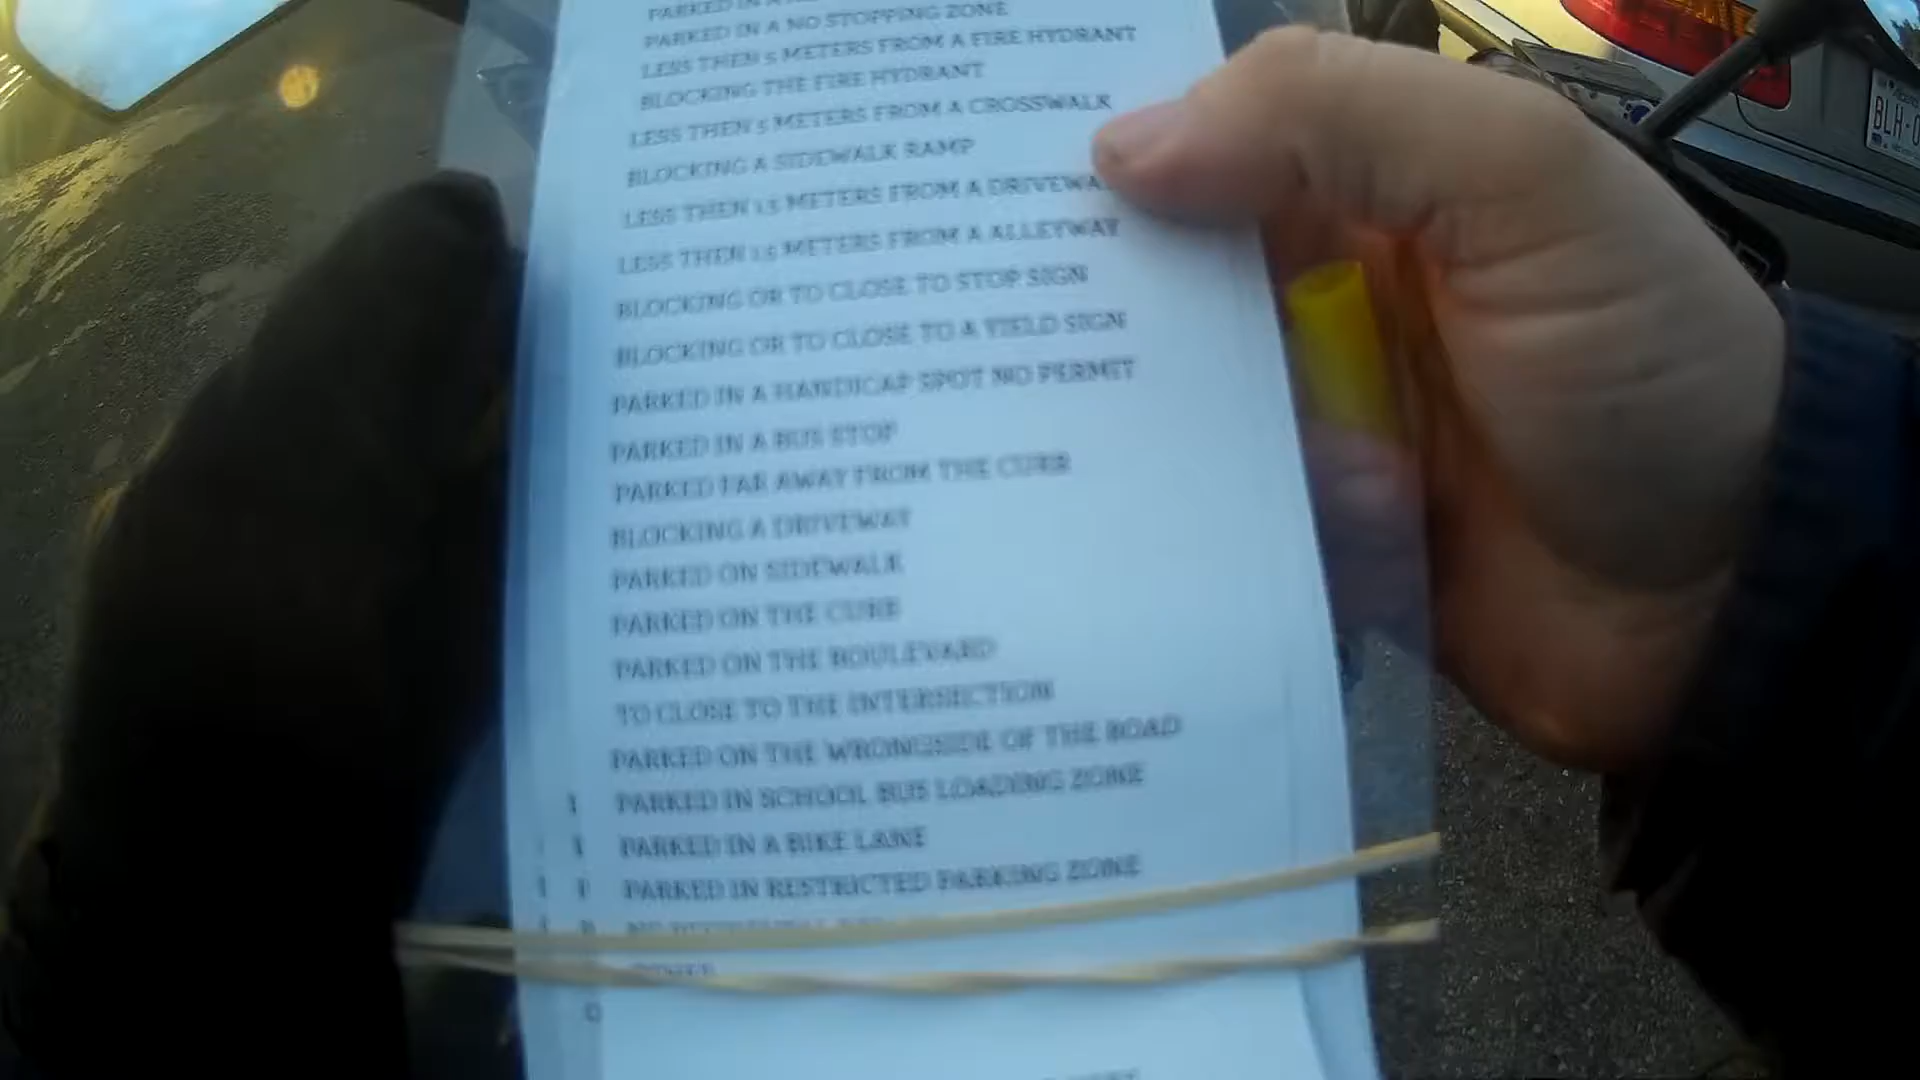 PARKED IN A
PARKED IN A NO STOPPING ZONE
LESS THEN 5 METERS FROM A FIRE HYDRANT
BLOCKING THE FIRE HYDRANT
LESS THEN 5 METERS FROM A CROSSWALK
BLOCKING A SIDEWALK RAMP
LESS THEN 1.5 METERS FROM A DRIVEWA
LESS THEN 1.5 METERS FROM A ALLEYWAY
BLOCKING OR TO CLOSE TO STOP SIGN
BLOCKING OR TO CLOSE TO A YIELD SIGN
PARKED IN A HANDICAP SPOT NO PERMIT
PARKED IN A BUS STOP
PARKED FAR AWAY FROM THE CURB
BLOCKING A DRIVEWAY
PARKED ON SIDEWALK
PARKED ON THE CURB
PARKED ON THE BOULEVARD
TO CLOSE TO THE INTERSECTION
PARKED ON THE WRONGSIDE OF THE ROAD
PARKED IN SCHOOL BUS LOADING ZONE
PARKED IN A BIKE LANE
PARKED IN RESTRICTED PARKING ZONE
OTHER
BLH-